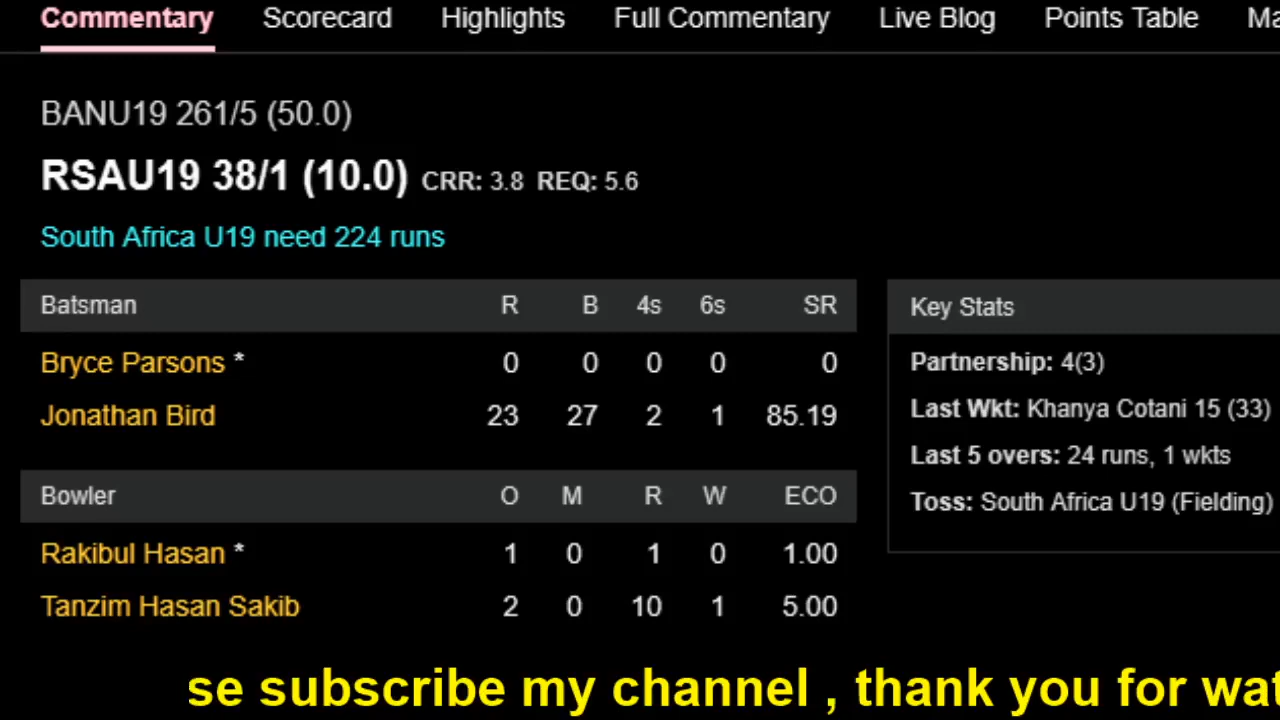 Commentary Scorecard Highlights Full Commentary Live Blog Points Table
BANU19 261/5 (50.0)
RSAU19 38/1 (10.0) CRR: 3.8 REQ: 5.6
South Africa U19 need 224 runs
Batsman R B 4s 6s SR
Bryce Parsons * 0 0 0 0 0
Jonathan Bird 23 27 2 1 85.19
Bowler O M R W ECO
Rakibul Hasan * 1 0 1 0 1.00
Tanzim Hasan Sakib 2 0 10 1 5.00
Key Stats
Partnership: 4(3)
Last Wkt: Khanya Cotani 15 (33)
Last 5 overs: 24 runs, 1 wkts
Toss: South Africa U19 (Fielding)
se subscribe my channel , thank you for wat